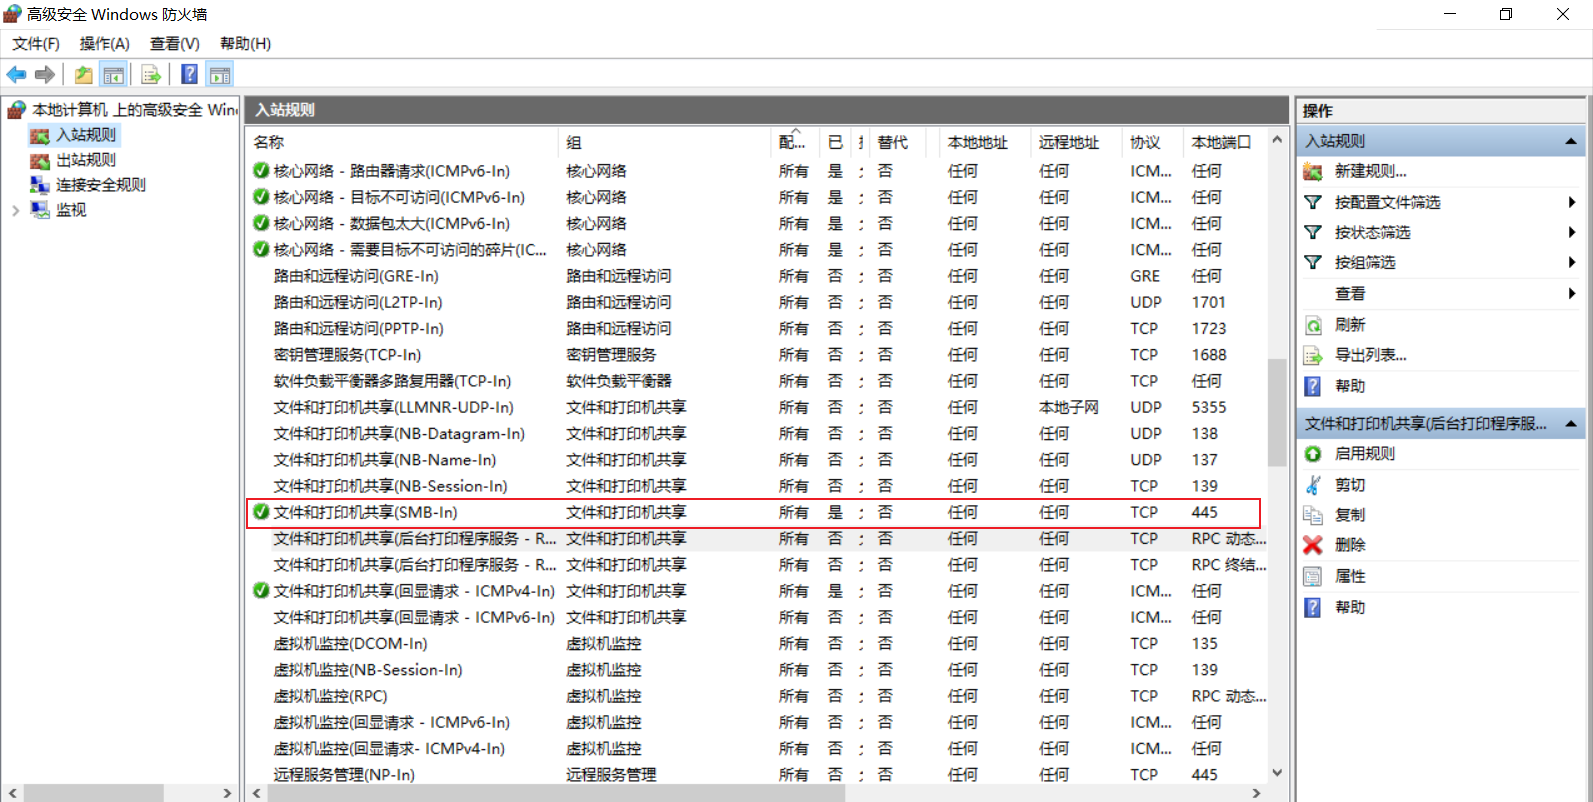 高级安全 Windows 防火墙
文件(F) 操作(A) 查看(V) 帮助(H)
本地计算机 上的高级安全 Win
入站规则
出站规则
连接安全规则
监视
入站规则
名称 组 配... 已 替代 本地地址 远程地址 协议 本地端口
核心网络 - 路由器请求(ICMPv6-In) 核心网络 所有 是 否 任何 任何 ICM... 任何
核心网络 - 目标不可访问(ICMPv6-In) 核心网络 所有 是 否 任何 任何 ICM... 任何
核心网络 - 数据包太大(ICMPv6-In) 核心网络 所有 是 否 任何 任何 ICM... 任何
核心网络 - 需要目标不可访问的碎片(IC... 核心网络 所有 是 否 任何 任何 ICM... 任何
路由和远程访问(GRE-In) 路由和远程访问 所有 否 否 任何 任何 GRE 任何
路由和远程访问(L2TP-In) 路由和远程访问 所有 否 否 任何 任何 UDP 1701
路由和远程访问(PPTP-In) 路由和远程访问 所有 否 否 任何 任何 TCP 1723
密钥管理服务(TCP-In) 密钥管理服务 所有 否 否 任何 任何 TCP 1688
软件负载平衡器多路复用器(TCP-In) 软件负载平衡器 所有 否 否 任何 任何 TCP 任何
文件和打印机共享(LLMNR-UDP-In) 文件和打印机共享 所有 否 否 任何 本地子网 UDP 5355
文件和打印机共享(NB-Datagram-In) 文件和打印机共享 所有 否 否 任何 任何 UDP 138
文件和打印机共享(NB-Name-In) 文件和打印机共享 所有 否 否 任何 任何 UDP 137
文件和打印机共享(NB-Session-In) 文件和打印机共享 所有 否 否 任何 任何 TCP 139
文件和打印机共享(SMB-In) 文件和打印机共享 所有 是 否 任何 任何 TCP 445
文件和打印机共享(后台打印程序服务 - R... 文件和打印机共享 所有 否 否 任何 任何 TCP RPC 动态...
文件和打印机共享(后台打印程序服务 - R... 文件和打印机共享 所有 否 否 任何 任何 TCP RPC 终结...
文件和打印机共享(回显请求 - ICMPv4-In) 文件和打印机共享 所有 是 否 任何 任何 ICM... 任何
文件和打印机共享(回显请求 - ICMPv6-In) 文件和打印机共享 所有 否 否 任何 任何 ICM... 任何
虚拟机监控(DCOM-In) 虚拟机监控 所有 否 否 任何 任何 TCP 135
虚拟机监控(NB-Session-In) 虚拟机监控 所有 否 否 任何 任何 TCP 139
虚拟机监控(RPC) 虚拟机监控 所有 否 否 任何 任何 TCP RPC 动态...
虚拟机监控(回显请求 - ICMPv6-In) 虚拟机监控 所有 否 否 任何 任何 ICM... 任何
虚拟机监控(回显请求- ICMPv4-In) 虚拟机监控 所有 否 否 任何 任何 ICM... 任何
远程服务管理(NP-In) 远程服务管理 所有 否 否 任何 任何 TCP 445
操作
入站规则
新建规则...
按配置文件筛选
按状态筛选
按组筛选
查看
刷新
导出列表...
帮助
文件和打印机共享(后台打印程序服...
启用规则
剪切
复制
删除
属性
帮助